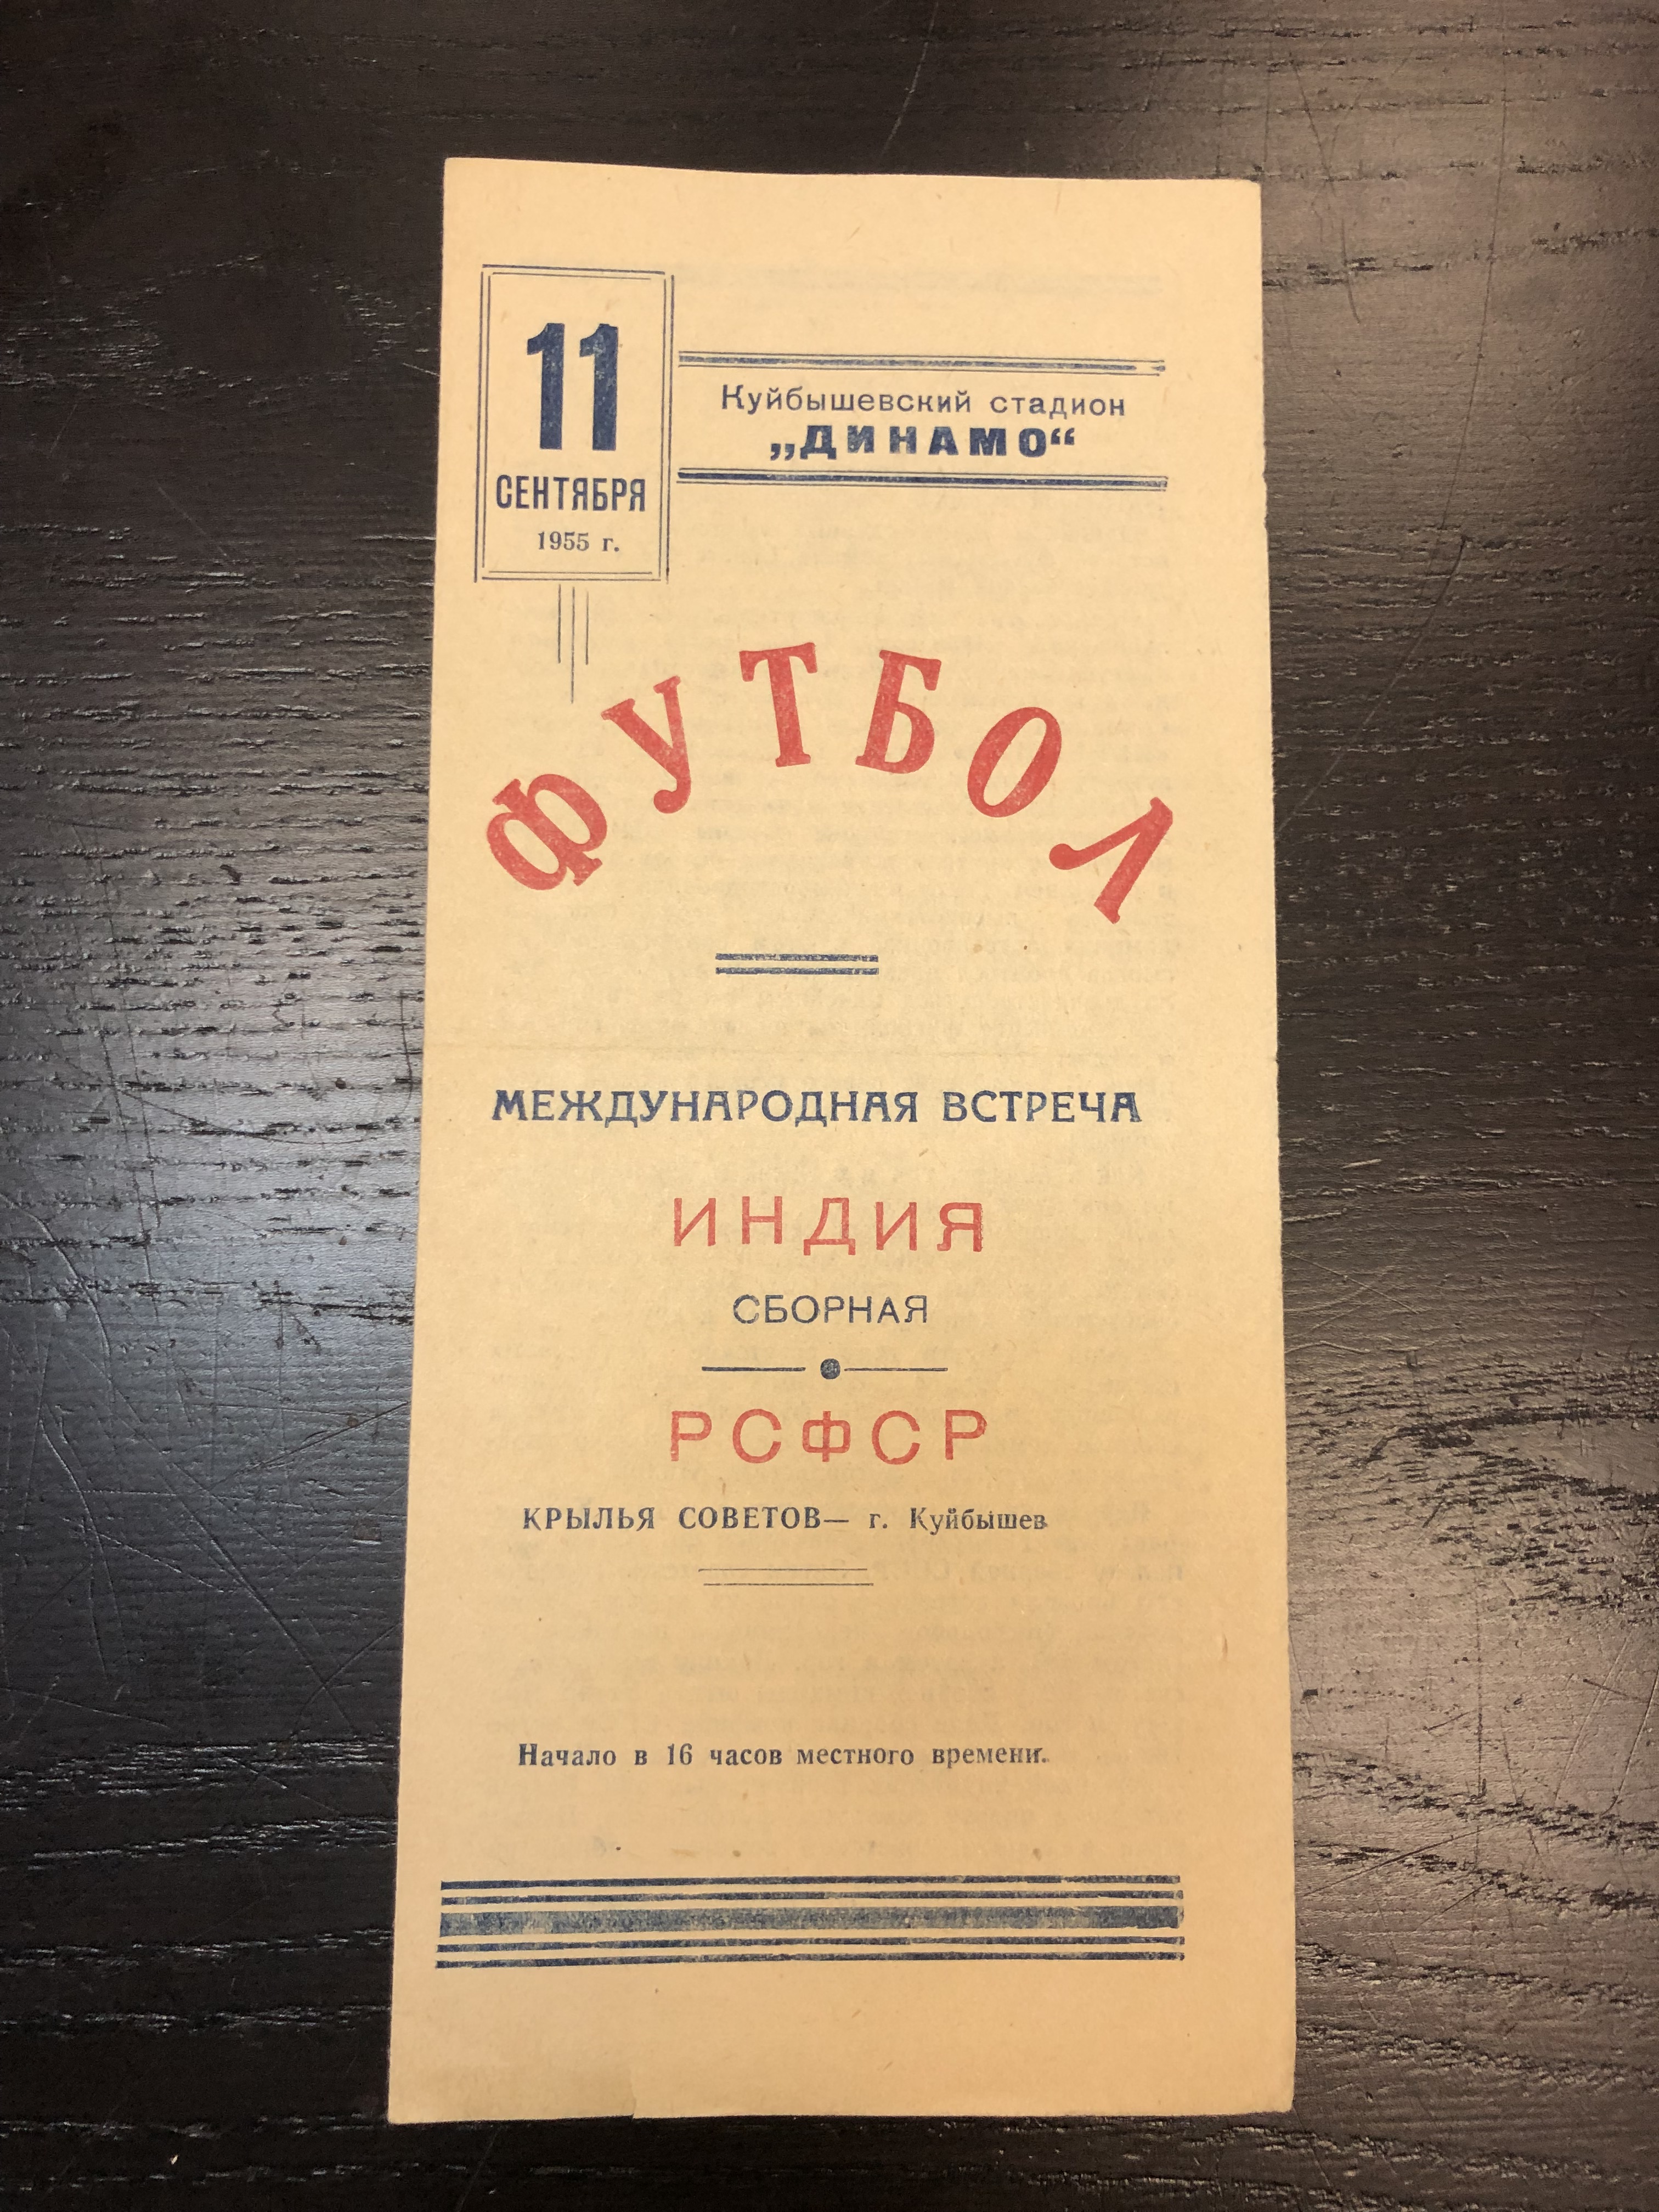 11
СЕНТЯБРЯ
1955 г.
Куйбышевский стадион
„ДИНАМО“
ФУТБОЛ
МЕЖДУНАРОДНАЯ ВСТРЕЧА
ИНДИЯ
СБОРНАЯ
РСФСР
КРЫЛЬЯ СОВЕТОВ— г. Куйбышев
Начало в 16 часов местного времени.